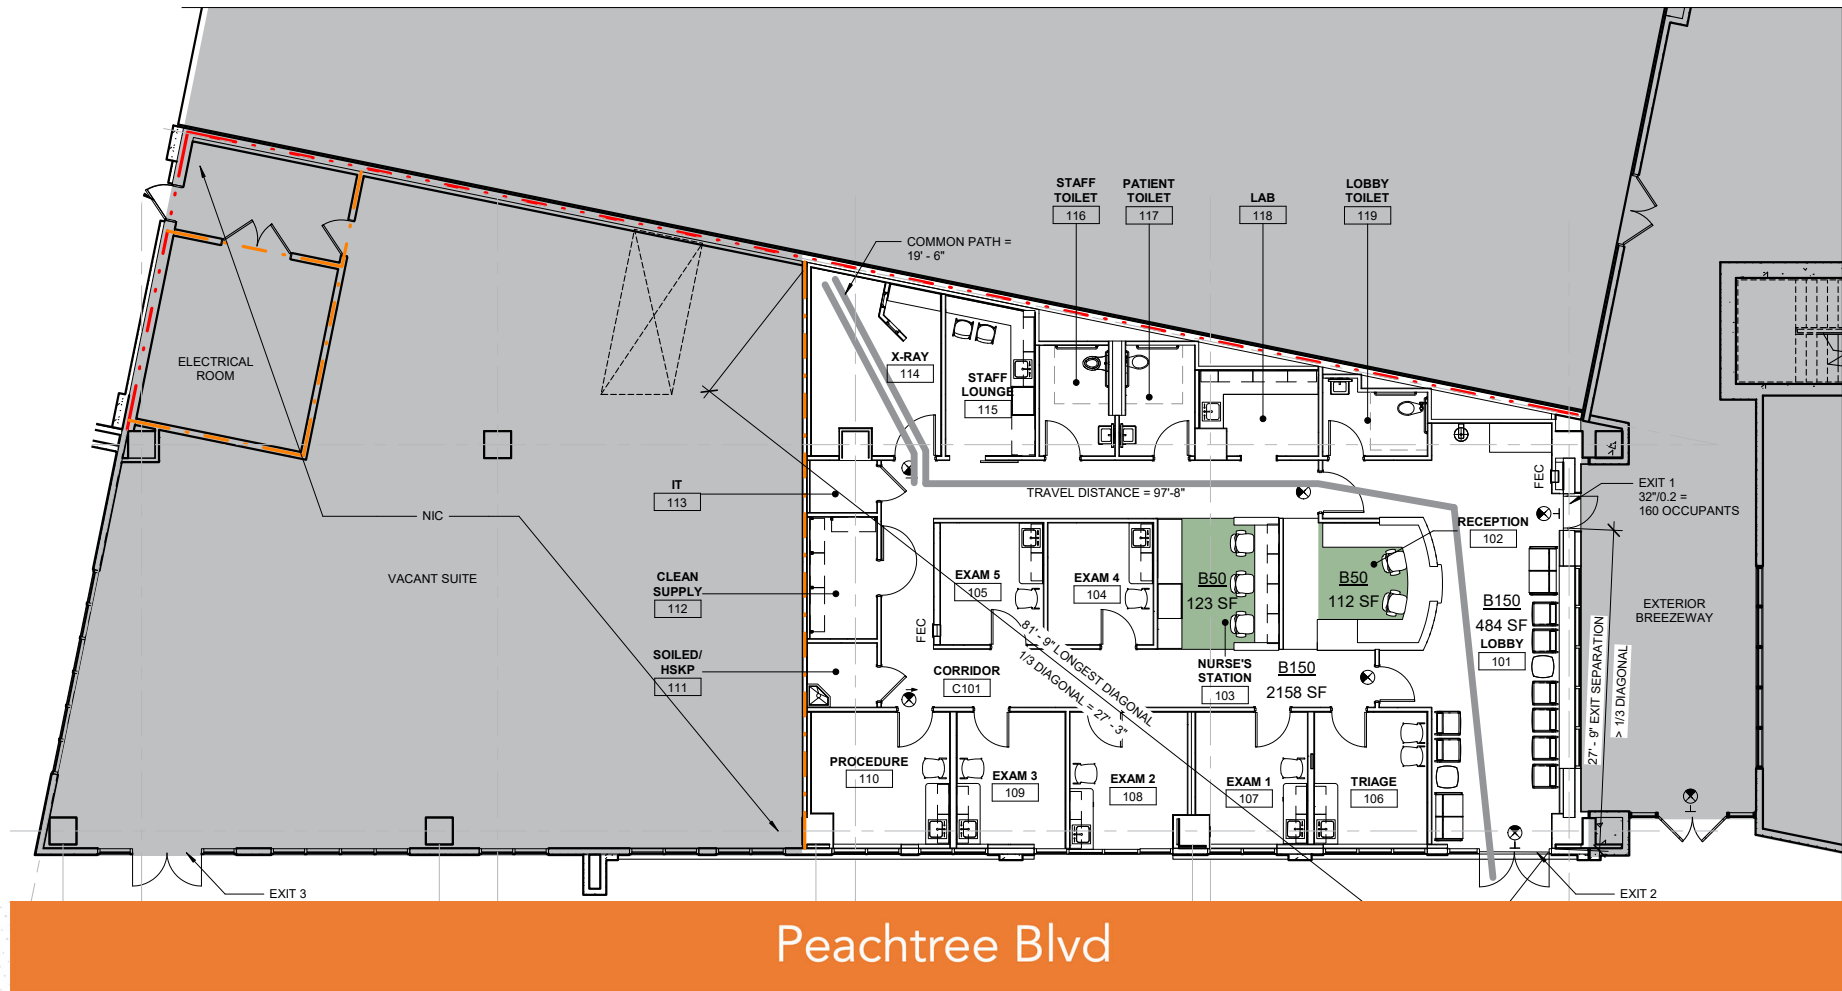 STAFF
TOILET
116
PATIENT
TOILET
117
LAB
118
LOBBY
TOILET
119
COMMON PATH =
19' - 6"
ELECTRICAL
ROOM
X-RAY
114
STAFF
LOUNGE
115
IT
113
NIC
VACANT SUITE
TRAVEL DISTANCE = 97'-8"
FEC
EXIT 1
32"/0.2 =
160 OCCUPANTS
RECEPTION
102
CLEAN
SUPPLY
112
EXAM 5
105
EXAM 4
104
B50
123 SF
B50
112 SF
B150
484 SF
LOBBY
101
EXTERIOR
BREEZEWAY
FEC
81' - 9" LONGEST DIAGONAL
1/3 DIAGONAL = 27' - 3"
27' - 9" EXIT SEPARATION
> 1/3 DIAGONAL
SOILED/
HSKP
111
CORRIDOR
C101
NURSE'S
STATION
103
B150
2158 SF
PROCEDURE
110
EXAM 3
109
EXAM 2
108
EXAM 1
107
TRIAGE
106
EXIT 3
EXIT 2
Peachtree Blvd